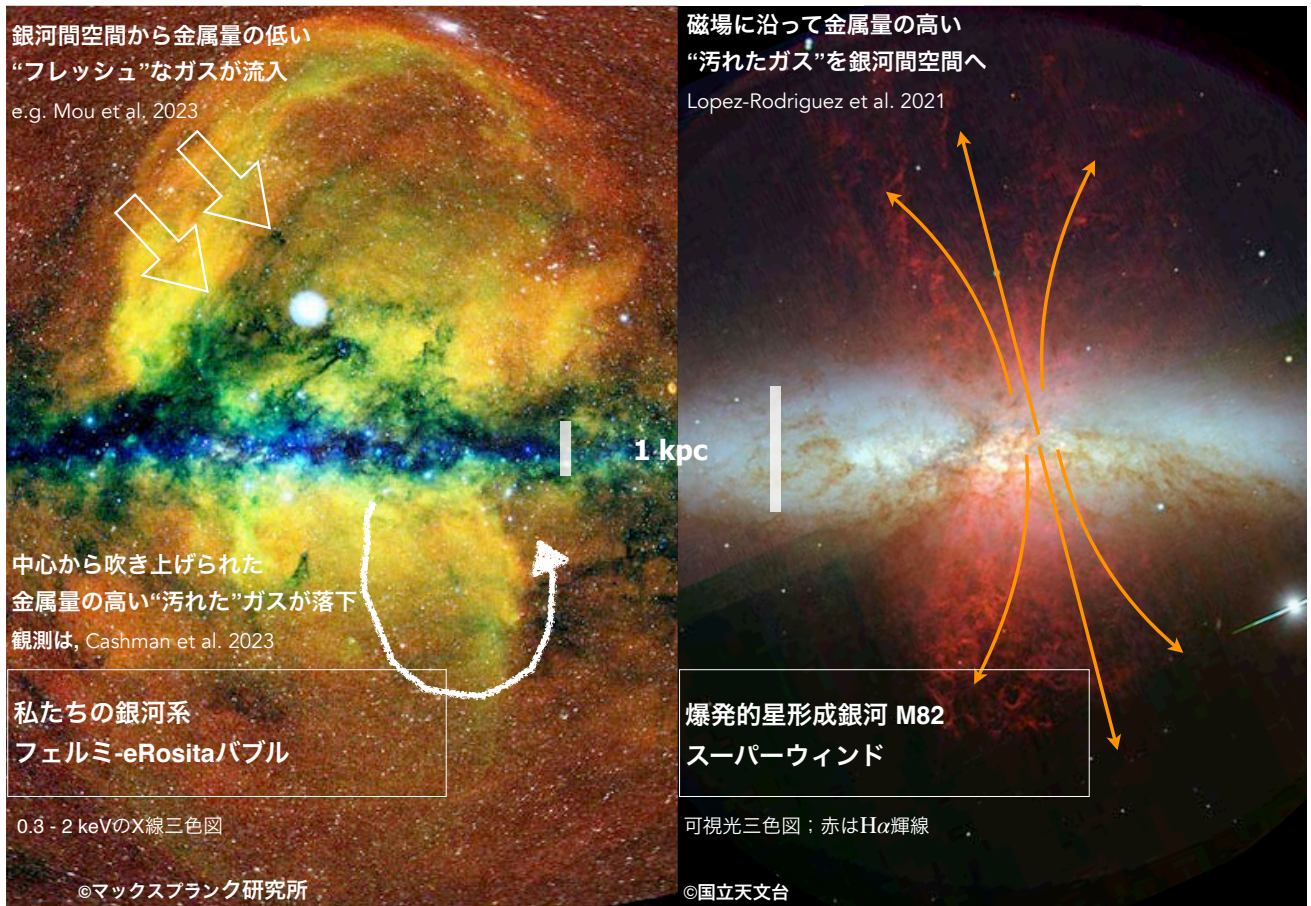 銀河間空間から金属量の低い
“フレッシュ”なガスが流入
e.g. Mou et al. 2023
中心から吹き上げられた
金属量の高い“汚れた”ガスが落下
観測は, Cashman et al. 2023
私たちの銀河系
フェルミ-eRositaバブル
0.3 - 2 keVのX線三色図
©マックスプランク研究所
1 kpc
磁場に沿って金属量の高い
“汚れたガス”を銀河間空間へ
Lopez-Rodriguez et al. 2021
爆発的星形成銀河 M82
スーパーウィンド
可視光三色図；赤はHα輝線
©国立天文台